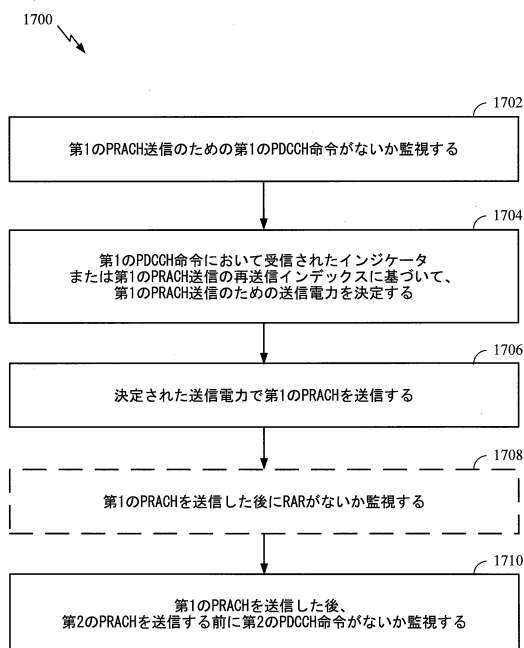 1700
1702
第1のPRACH送信のための第1のPDCCH命令がないか監視する
1704
第1のPDCCH命令において受信されたインジケータ
または第1のPRACH送信の再送信インデックスに基づいて、
第1のPRACH送信のための送信電力を決定する
1706
決定された送信電力で第1のPRACHを送信する
1708
第1のPRACHを送信した後にRARがないか監視する
1710
第1のPRACHを送信した後、
第2のPRACHを送信する前に第2のPDCCH命令がないか監視する